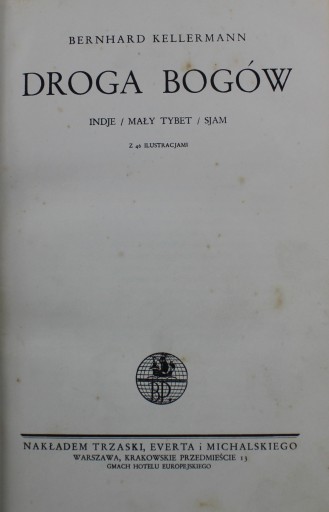 BERNHARD KELLERMANN
DROGA BOGÓW
INDJE / MAŁY TYBET / SJAM
Z 42 ILUSTRACJAMI
BP
NAKŁADEM TRZASKI, EVERTA i MICHALSKIEGO
WARSZAWA, KRAKOWSKIE PRZEDMIEŚCIE 13
GMACH HOTELU EUROPEJSKIEGO